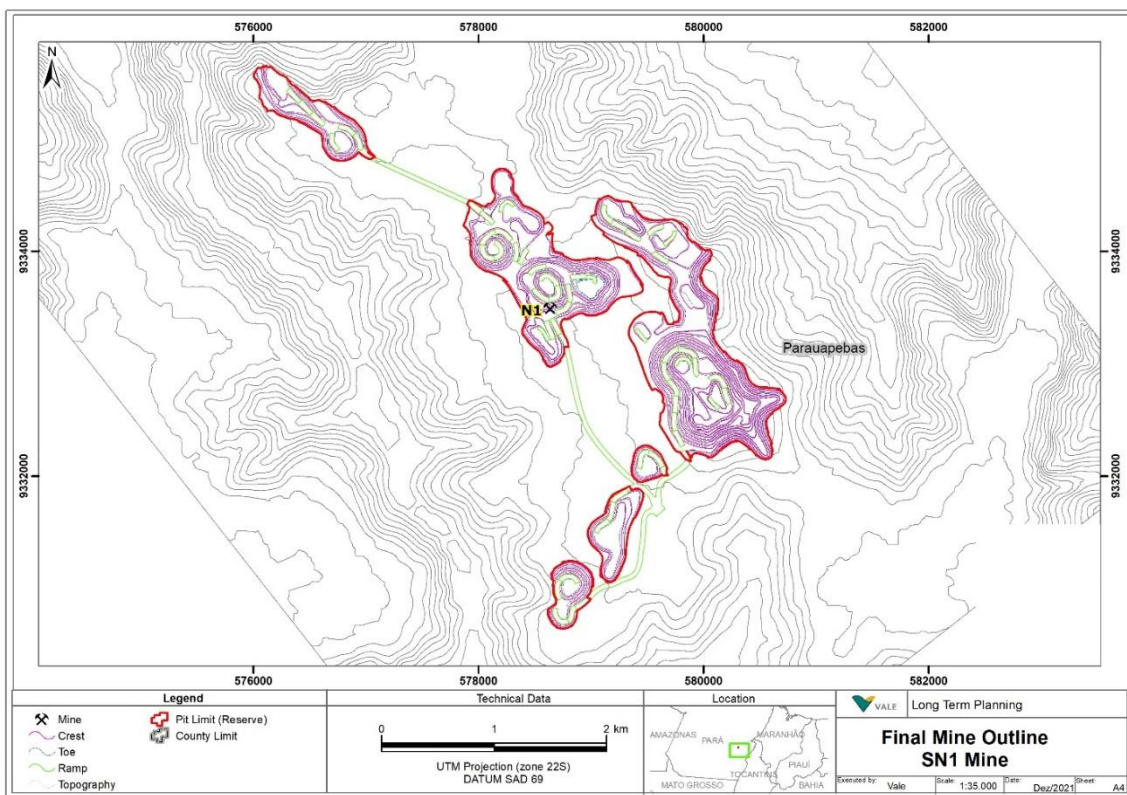 576000 578000 580000 582000
N
9334000 9334000
N1
Parauapebas
9332000 9332000
576000 578000 580000 582000
Legend
Mine
Crest
Toe
Ramp
Topography
Pit Limit (Reserve)
County Limit
Technical Data
0 1 2 km
UTM Projection (zone 22S)
DATUM SAD 69
Location
AMAZONAS PARÁ MARANHÃO
PIAUÍ
TOCANTINS
MATO GROSSO BAHIA
VALE Long Term Planning
Final Mine Outline
SN1 Mine
Executed by: Vale Scale: 1:35.000 Date: Dez/2021 Sheet: A4